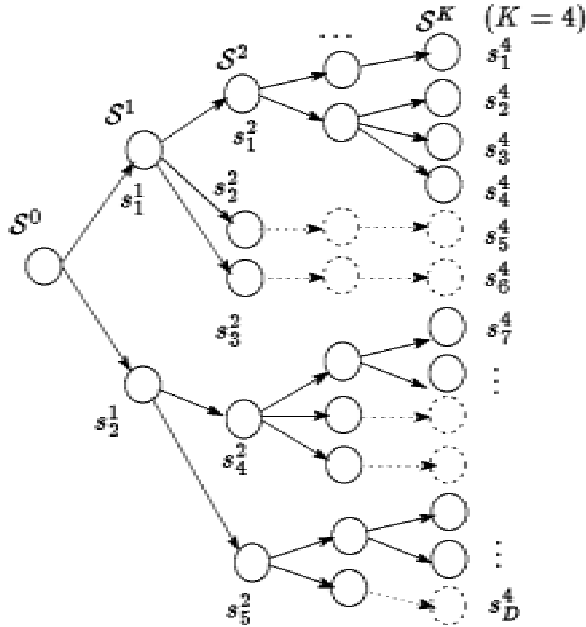 𝒮^K (K = 4)
...
s_1^4
𝒮^2
s_2^4
𝒮^1
s_1^2
s_3^4
s_2^2
s_4^4
s_1^1
𝒮^0
s_5^4
s_6^4
s_3^2
s_7^4
⋮
s_2^1
s_4^2
⋮
s_5^2
s_D^4